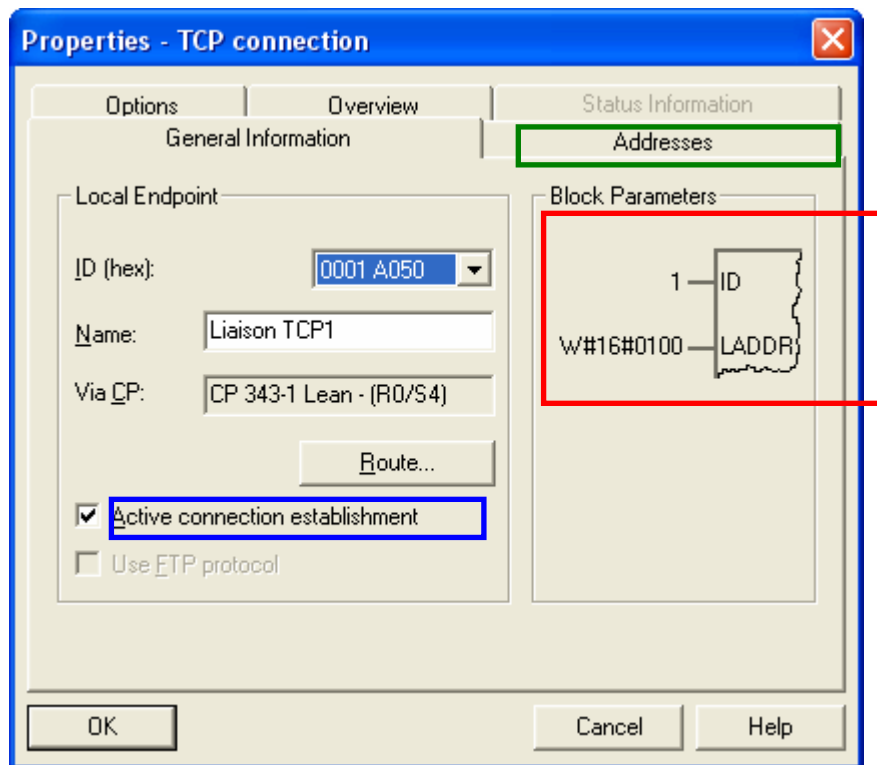 Properties - TCP connection
Options Overview Status Information
General Information Addresses
Local Endpoint
ID (hex): 0001 A050
Name: Liaison TCP1
Via CP: CP 343-1 Lean - (R0/S4)
Route...
Active connection establishment
Use FTP protocol
Block Parameters
1 ID
W#16#0100 LADDR
OK Cancel Help